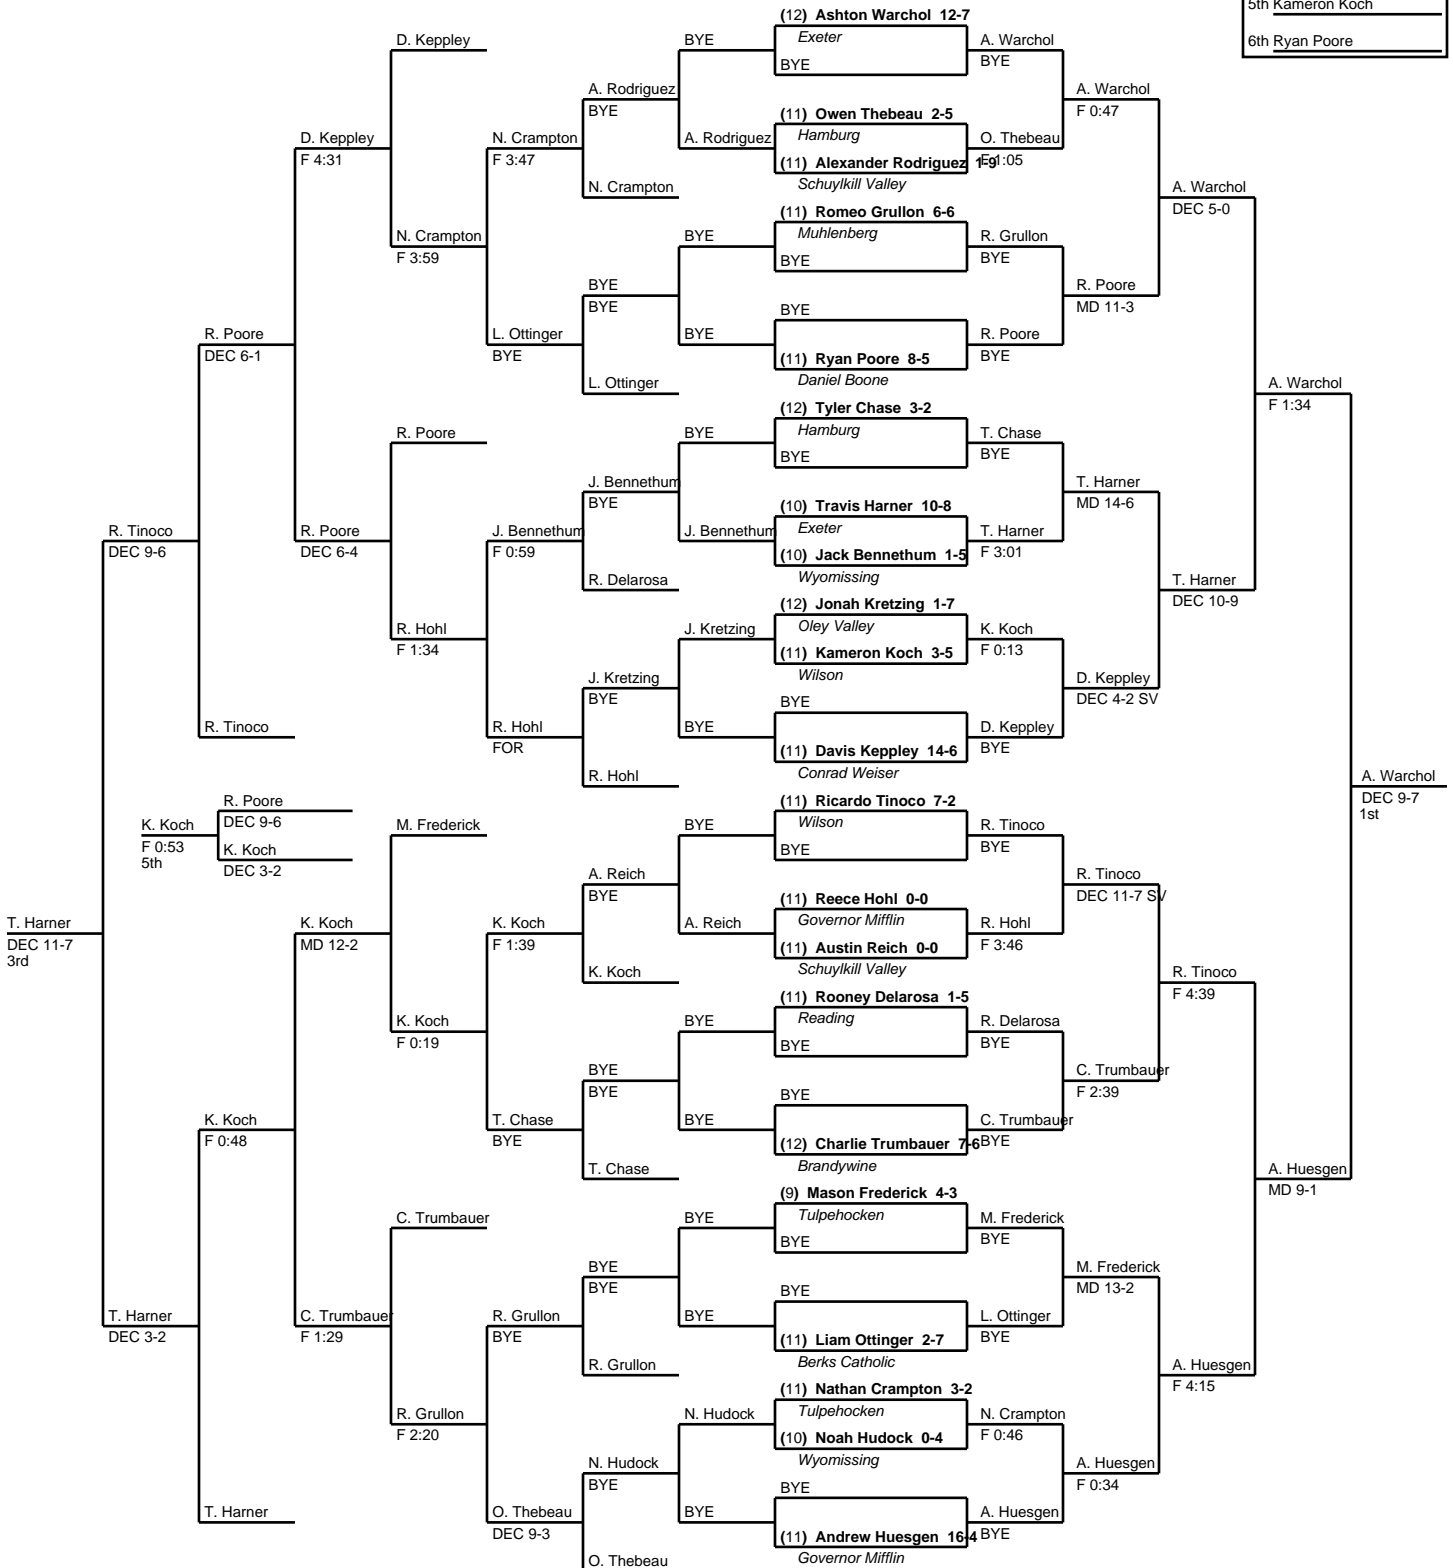 5th Kameron Koch
6th Ryan Poore
(12) Ashton Warchol 12-7
Exeter
BYE
(11) Owen Thebeau 2-5
Hamburg
(11) Alexander Rodriguez 1-9
Schuylkill Valley
(11) Romeo Grullon 6-6
Muhlenberg
BYE
BYE
(11) Ryan Poore 8-5
Daniel Boone
(12) Tyler Chase 3-2
Hamburg
BYE
(10) Travis Harner 10-8
Exeter
(10) Jack Bennethum 1-5
Wyomissing
(12) Jonah Kretzing 1-7
Oley Valley
(11) Kameron Koch 3-5
Wilson
BYE
(11) Davis Keppley 14-6
Conrad Weiser
(11) Ricardo Tinoco 7-2
Wilson
BYE
(11) Reece Hohl 0-0
Governor Mifflin
(11) Austin Reich 0-0
Schuylkill Valley
(11) Rooney Delarosa 1-5
Reading
BYE
BYE
(12) Charlie Trumbauer 7-6
Brandywine
(9) Mason Frederick 4-3
Tulpehocken
BYE
BYE
(11) Liam Ottinger 2-7
Berks Catholic
(11) Nathan Crampton 3-2
Tulpehocken
(10) Noah Hudock 0-4
Wyomissing
BYE
(11) Andrew Huesgen 16-4
Governor Mifflin
A. Warchol
BYE
O. Thebeau
F 1:05
R. Grullon
BYE
R. Poore
BYE
T. Chase
BYE
T. Harner
F 3:01
K. Koch
F 0:13
D. Keppley
BYE
R. Tinoco
BYE
R. Hohl
F 3:46
R. Delarosa
BYE
C. Trumbauer
BYE
M. Frederick
BYE
L. Ottinger
BYE
N. Crampton
F 0:46
A. Huesgen
BYE
A. Warchol
F 0:47
R. Poore
MD 11-3
T. Harner
MD 14-6
D. Keppley
DEC 4-2 SV
R. Tinoco
DEC 11-7 SV
C. Trumbauer
F 2:39
M. Frederick
MD 13-2
A. Huesgen
F 0:34
A. Warchol
DEC 5-0
T. Harner
DEC 10-9
R. Tinoco
F 4:39
A. Huesgen
F 4:15
A. Warchol
F 1:34
A. Huesgen
MD 9-1
A. Warchol
DEC 9-7
1st
BYE
A. Rodriguez
BYE
BYE
BYE
J. Bennethum
J. Kretzing
BYE
BYE
A. Reich
BYE
BYE
BYE
BYE
N. Hudock
BYE
A. Rodriguez
BYE
N. Crampton
BYE
BYE
L. Ottinger
J. Bennethum
BYE
R. Delarosa
J. Kretzing
BYE
R. Hohl
A. Reich
BYE
K. Koch
BYE
BYE
T. Chase
BYE
BYE
R. Grullon
N. Hudock
BYE
O. Thebeau
N. Crampton
F 3:47
L. Ottinger
BYE
J. Bennethum
F 0:59
R. Hohl
FOR
K. Koch
F 1:39
T. Chase
BYE
R. Grullon
BYE
O. Thebeau
DEC 9-3
D. Keppley
N. Crampton
F 3:59
R. Poore
R. Hohl
F 1:34
M. Frederick
K. Koch
F 0:19
C. Trumbauer
R. Grullon
F 2:20
D. Keppley
F 4:31
R. Poore
DEC 6-4
K. Koch
MD 12-2
C. Trumbauer
F 1:29
R. Poore
DEC 6-1
R. Tinoco
K. Koch
F 0:48
T. Harner
R. Tinoco
DEC 9-6
T. Harner
DEC 3-2
T. Harner
DEC 11-7
3rd
R. Poore
DEC 9-6
K. Koch
DEC 3-2
K. Koch
F 0:53
5th